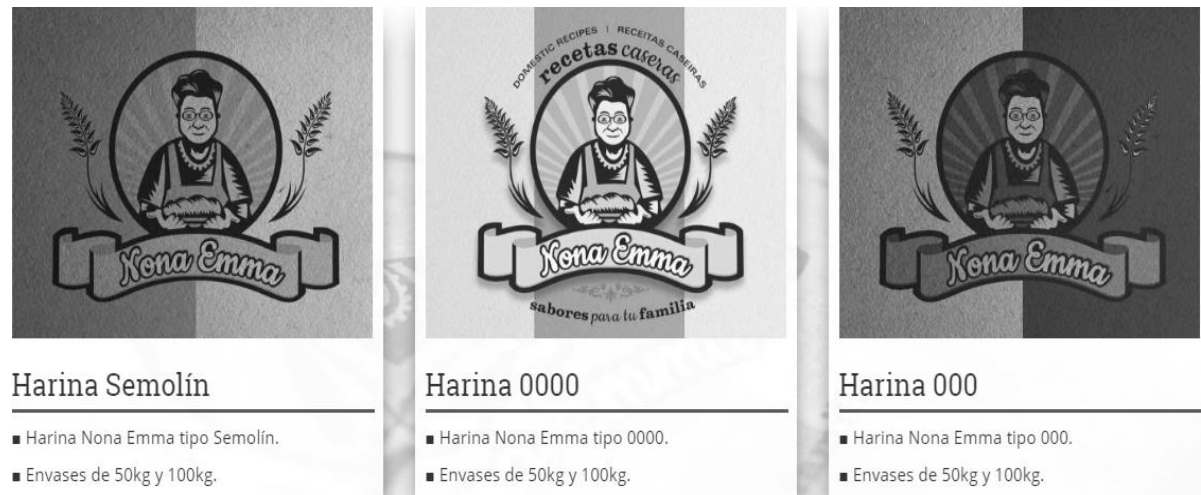 Nona Emma
Harina Semolín
Harina Nona Emma tipo Semolín.
Envases de 50kg y 100kg.
DOMESTIC RECIPES | RECEITAS CASEIRAS
recetas caseras
Nona Emma
sabores para tu familia
Harina 0000
Harina Nona Emma tipo 0000.
Envases de 50kg y 100kg.
Nona Emma
Harina 000
Harina Nona Emma tipo 000.
Envases de 50kg y 100kg.